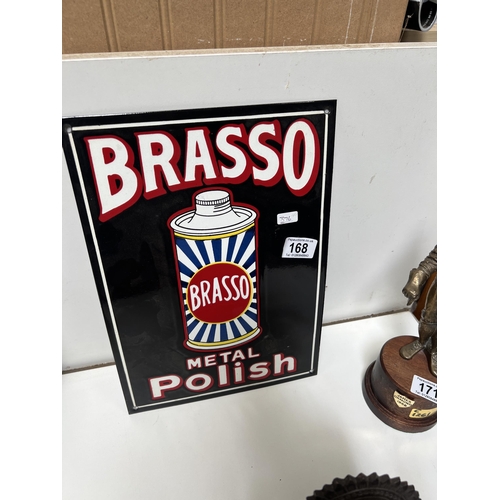 BRASSO
168
BRASSO
METAL
Polish
171